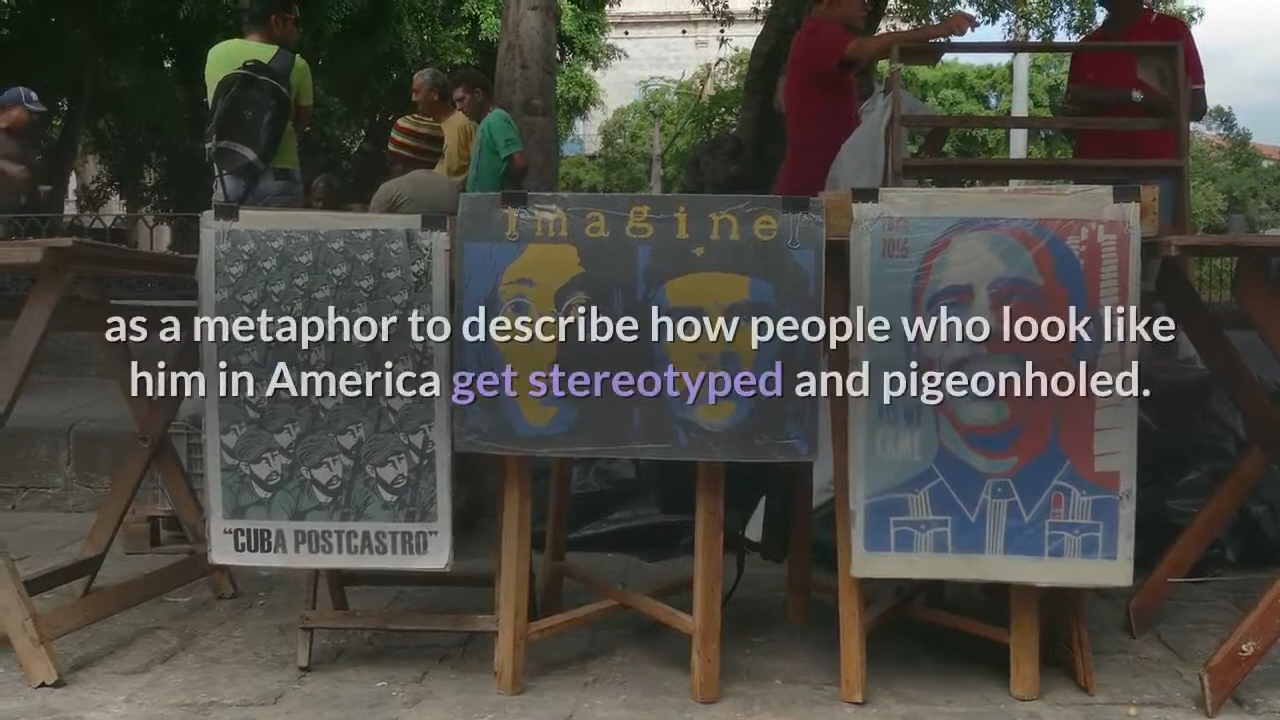 Imagine
2016
as a metaphor to describe how people who look like
him in America get stereotyped and pigeonholed.
“CUBA POSTCASTRO”